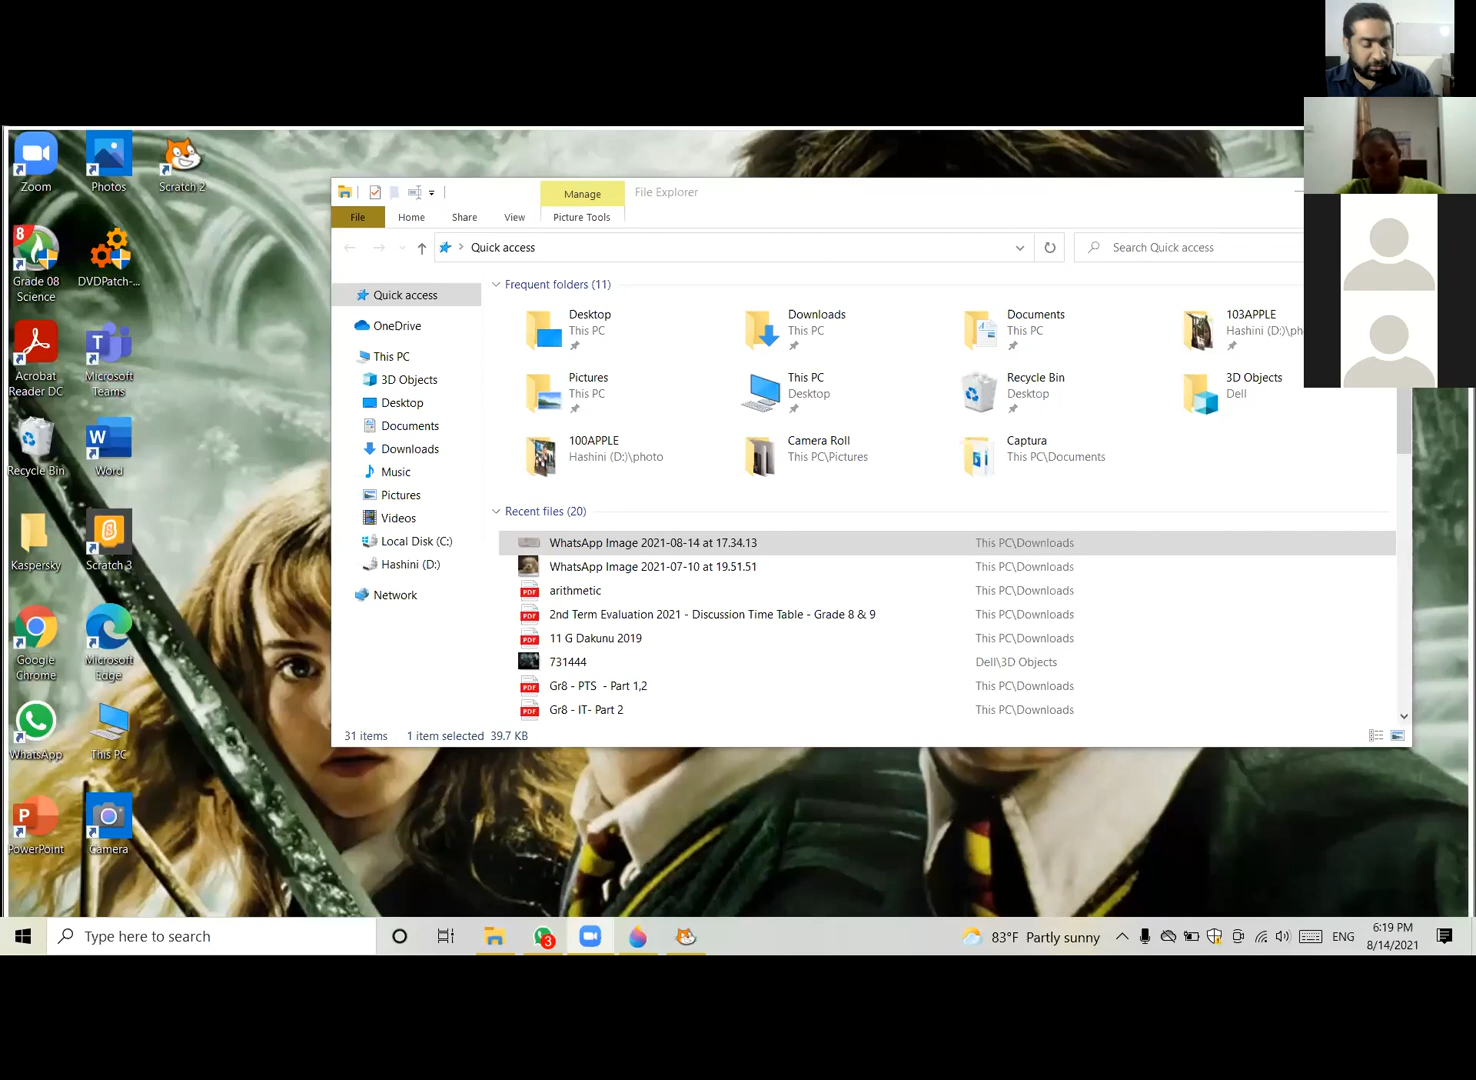 Zoom
Photos
Scratch 2
8
Grade 08
Science
DVDPatch-...
Acrobat
Reader DC
Microsoft
Teams
Recycle Bin
Word
Kaspersky
Scratch 3
Google
Chrome
Microsoft
Edge
WhatsApp
This PC
PowerPoint
Camera
Manage
File Explorer
File
Home
Share
View
Picture Tools
Quick access
Search Quick access
Quick access
OneDrive
This PC
3D Objects
Desktop
Documents
Downloads
Music
Pictures
Videos
Local Disk (C:)
Hashini (D:)
Network
Frequent folders (11)
Desktop
This PC
Downloads
This PC
Documents
This PC
103APPLE
Hashini (D:)\pho
Pictures
This PC
This PC
Desktop
Recycle Bin
Desktop
3D Objects
Dell
100APPLE
Hashini (D:)\photo
Camera Roll
This PC\Pictures
Captura
This PC\Documents
Recent files (20)
WhatsApp Image 2021-08-14 at 17.34.13 This PC\Downloads
WhatsApp Image 2021-07-10 at 19.51.51 This PC\Downloads
PDF arithmetic This PC\Downloads
PDF 2nd Term Evaluation 2021 - Discussion Time Table - Grade 8 & 9 This PC\Downloads
PDF 11 G Dakunu 2019 This PC\Downloads
731444 Dell\3D Objects
PDF Gr8 - PTS - Part 1,2 This PC\Downloads
PDF Gr8 - IT- Part 2 This PC\Downloads
31 items 1 item selected 39.7 KB
Type here to search
3
83°F Partly sunny
ENG
6:19 PM
8/14/2021